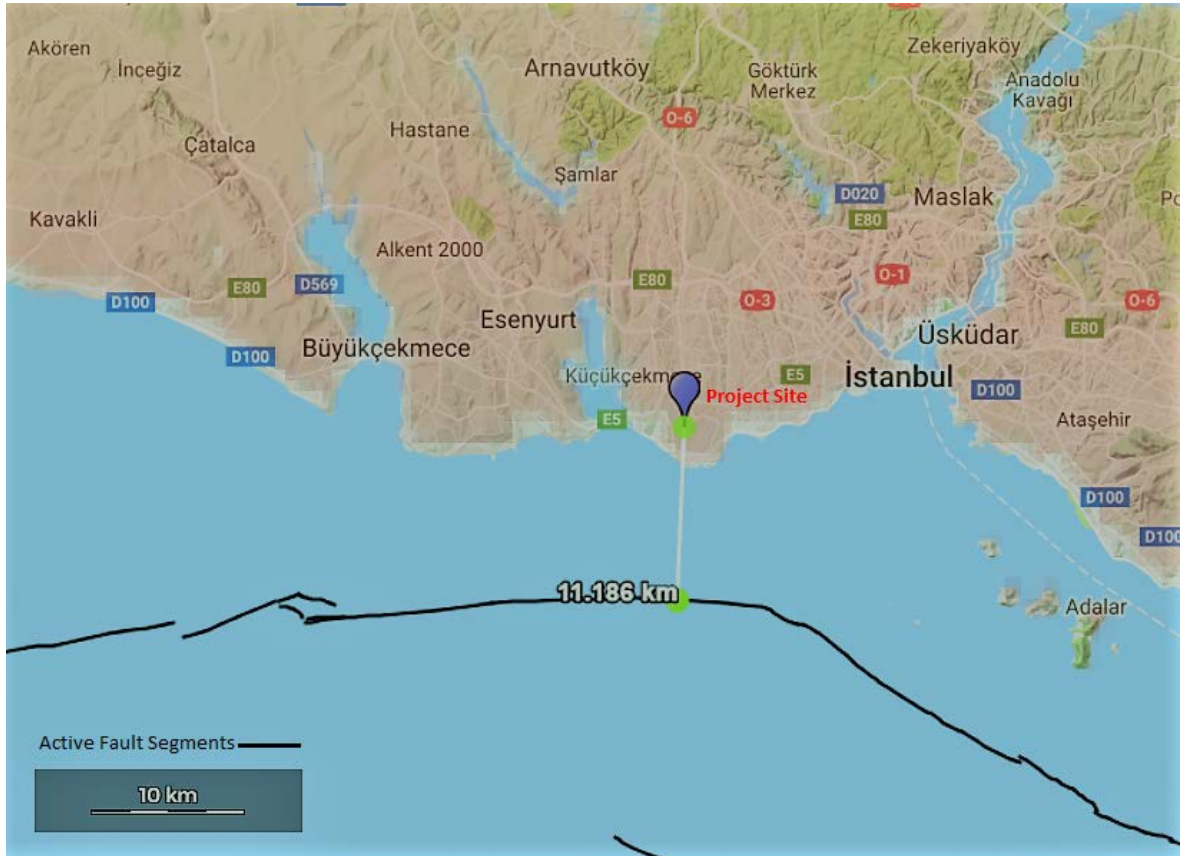 Akören
İnceğiz
Çatalca
Kavakli
Hastane
Arnavutköy
Göktürk
Merkez
Zekeriyaköy
Anadolu
Kavağı
O-6
Şamlar
D020
E80
Maslak
Alkent 2000
E80
D569
D100
E80
O-3
O-1
O-6
Esenyurt
Büyükçekmece
D100
Üsküdar
E80
Küçükçekmece
E5
İstanbul
D100
Project Site
E5
Ataşehir
D100
D100
11.186 km
Adalar
Active Fault Segments
10 km